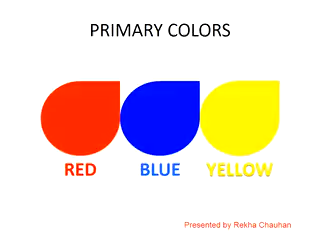 PRIMARY COLORS
RED BLUE YELLOW
Presented by Rekha Chauhan